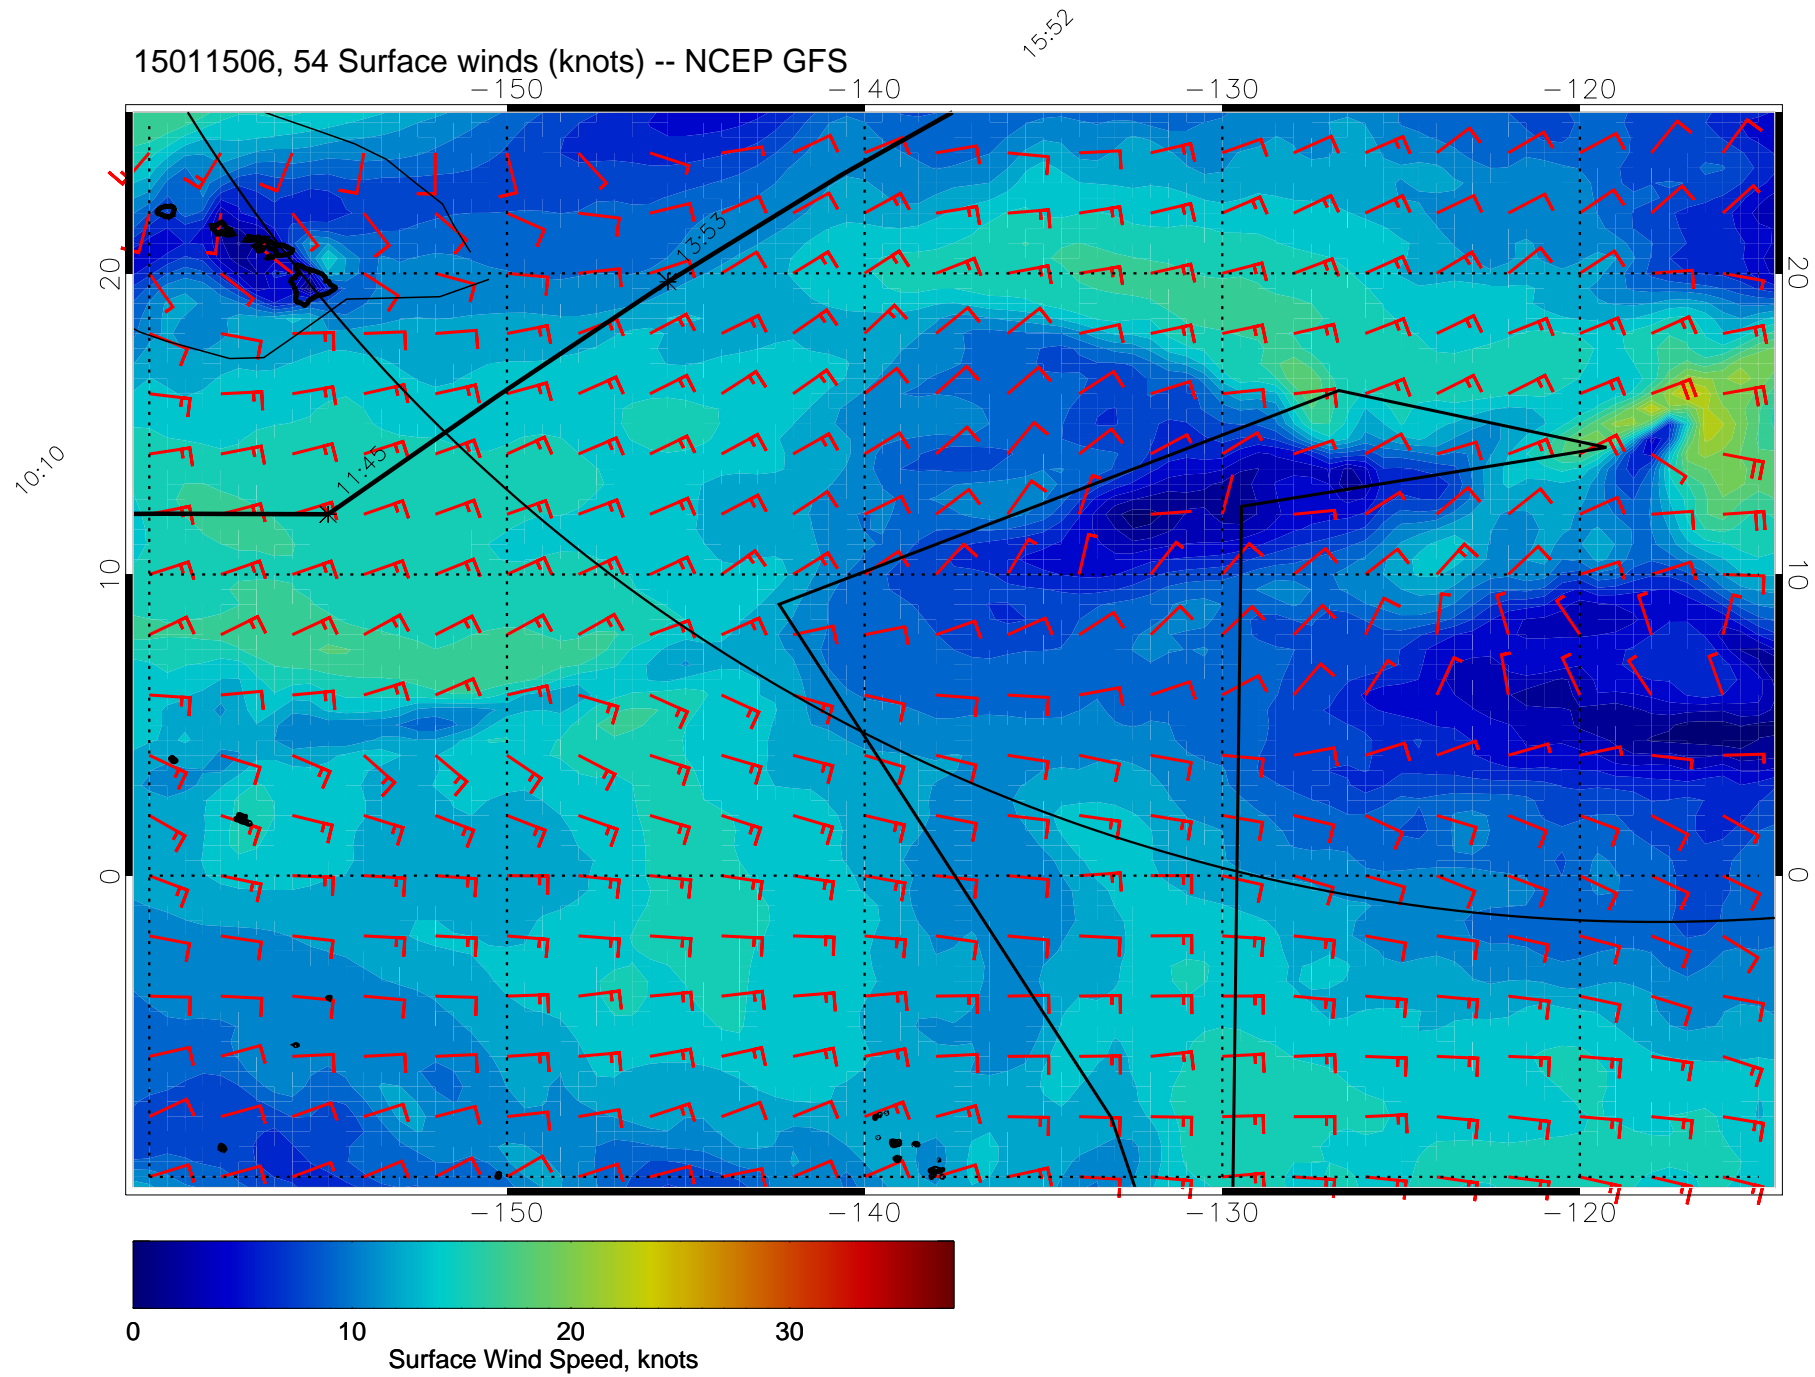 15:52
15011506, 54 Surface winds (knots) -- NCEP GFS
-150 -140 -130 -120
13:53
20 20
11:45
10:10
10 10
0 0
-150 -140 -130 -120
0 10 20 30
Surface Wind Speed, knots